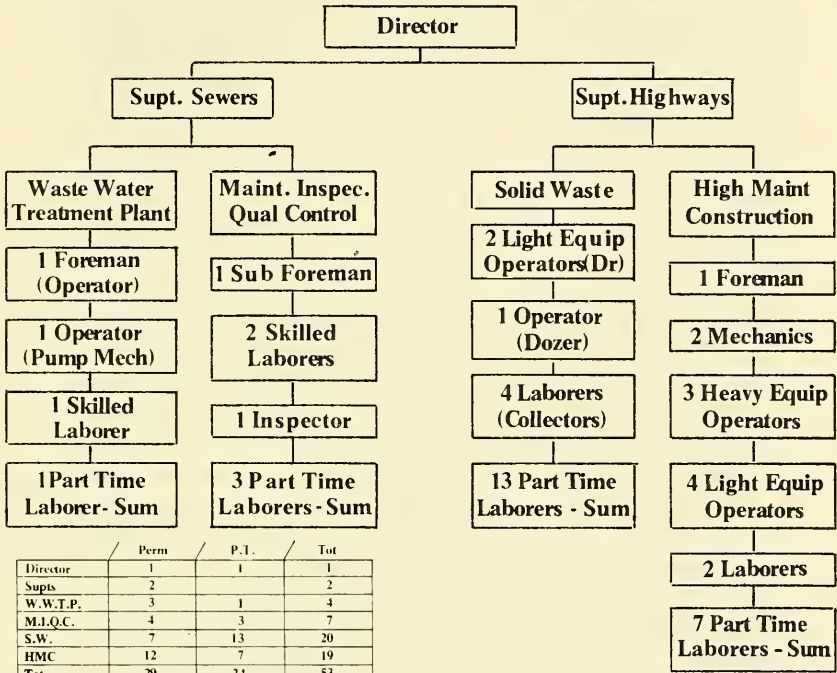 Director
Supt. Sewers
Supt. Highways
Waste Water
Treatment Plant
1 Foreman
(Operator)
1 Operator
(Pump Mech)
1 Skilled
Laborer
1 Part Time
Laborer - Sum
Maint. Inspec.
Qual Control
1 Sub Foreman
2 Skilled
Laborers
1 Inspector
3 Part Time
Laborers - Sum
Solid Waste
2 Light Equip
Operators(Dr)
1 Operator
(Dozer)
4 Laborers
(Collectors)
13 Part Time
Laborers - Sum
High Maint
Construction
1 Foreman
2 Mechanics
3 Heavy Equip
Operators
4 Light Equip
Operators
2 Laborers
7 Part Time
Laborers - Sum
Perm P.T. Tot
Director 1 1 1
Supts 2 2
W.W.T.P. 3 1 4
M.I.Q.C. 4 3 7
S.W. 7 13 20
HMC 12 7 19
Tot 29 24 53